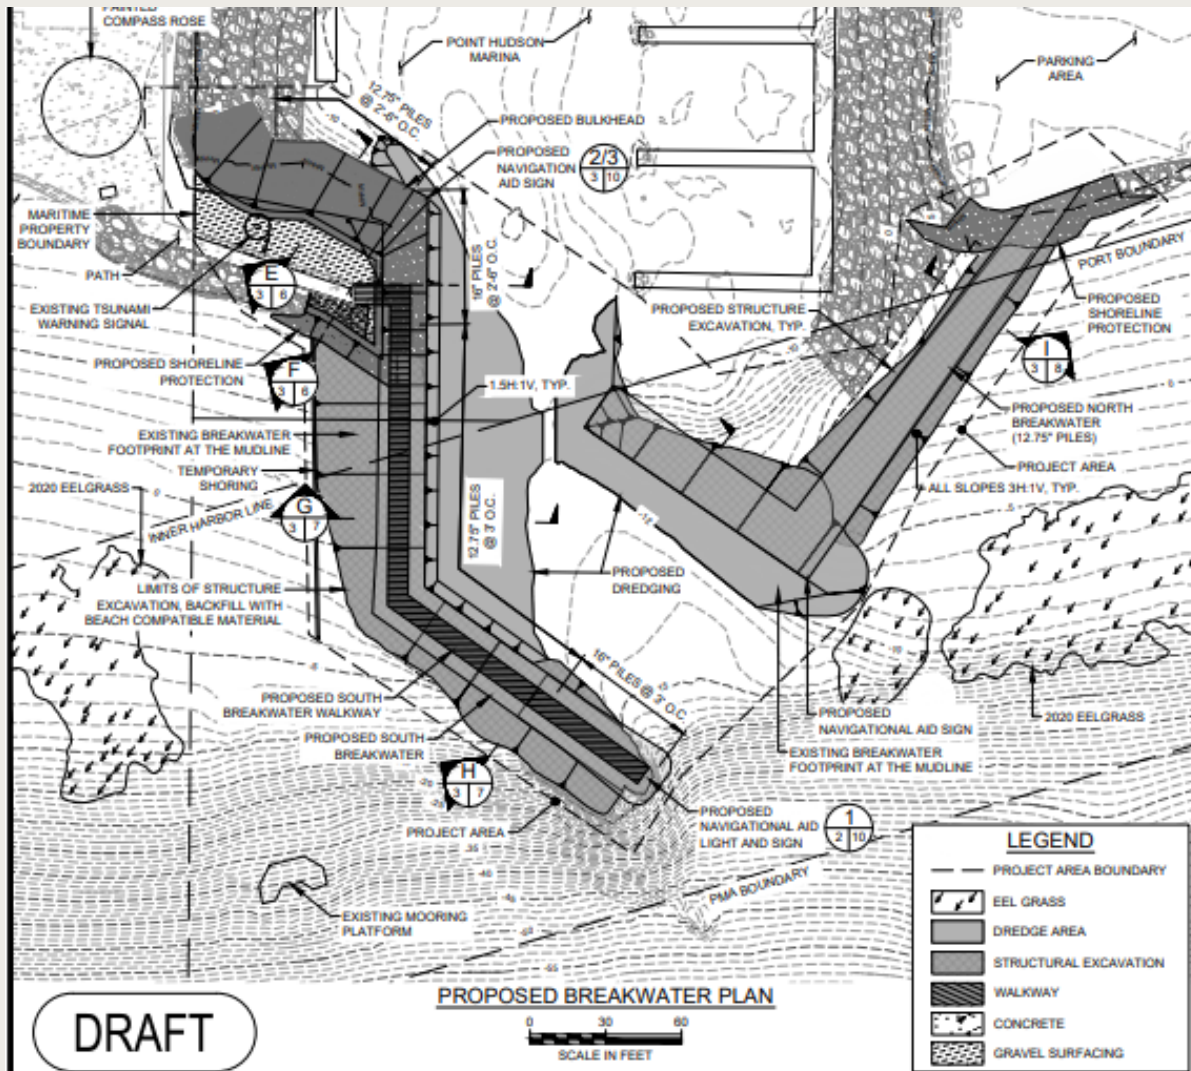 PAINTED
COMPASS ROSE
POINT HUDSON
MARINA
PARKING
AREA
12.75" PILES
@ 2'-6" O.C.
-10
PROPOSED BULKHEAD
PROPOSED
NAVIGATION
AID SIGN
2/3
3 10
MARITIME
PROPERTY
BOUNDARY
PATH
E
3 6
EXISTING TSUNAMI
WARNING SIGNAL
16" PILES
@ 2'-6" O.C.
PORT BOUNDARY
PROPOSED STRUCTURE
EXCAVATION, TYP.
PROPOSED
SHORELINE
PROTECTION
I
3 8
PROPOSED SHORELINE
PROTECTION
F
3 6
1.5H:1V, TYP.
PROPOSED NORTH
BREAKWATER
(12.75" PILES)
EXISTING BREAKWATER
FOOTPRINT AT THE MUDLINE
TEMPORARY
SHORING
PROJECT AREA
ALL SLOPES 3H:1V, TYP.
2020 EELGRASS
INNER HARBOR LINE
G
3 7
12.75" PILES
@ 3' O.C.
-12
PROPOSED
DREDGING
LIMITS OF STRUCTURE
EXCAVATION, BACKFILL WITH
BEACH COMPATIBLE MATERIAL
16" PILES @ 3' O.C.
PROPOSED SOUTH
BREAKWATER WALKWAY
PROPOSED SOUTH
BREAKWATER
PROPOSED
NAVIGATIONAL AID SIGN
2020 EELGRASS
EXISTING BREAKWATER
FOOTPRINT AT THE MUDLINE
H
3 7
PROJECT AREA
PROPOSED
NAVIGATIONAL AID
LIGHT AND SIGN
1
2 10
-35
-40
PMA BOUNDARY
EXISTING MOORING
PLATFORM
-55
LEGEND
PROJECT AREA BOUNDARY
EEL GRASS
DREDGE AREA
STRUCTURAL EXCAVATION
WALKWAY
CONCRETE
GRAVEL SURFACING
PROPOSED BREAKWATER PLAN
0 30 60
SCALE IN FEET
DRAFT